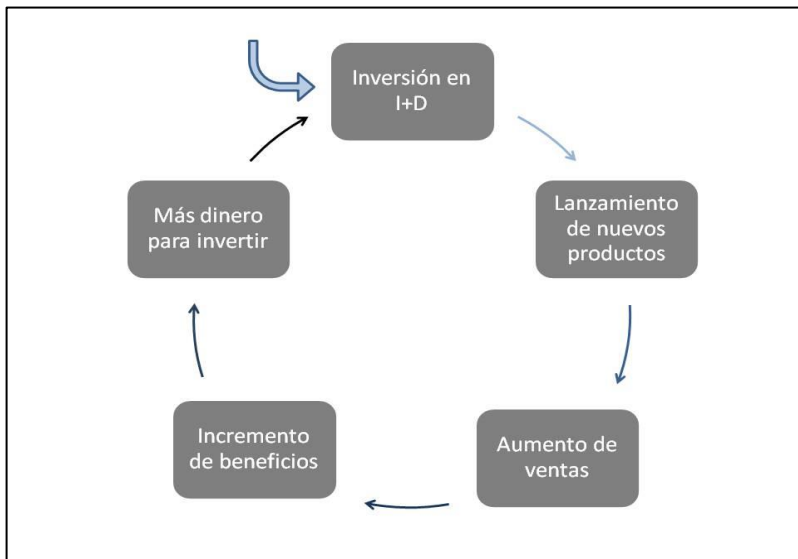 Inversión en
I+D
Lanzamiento
de nuevos
productos
Aumento de
ventas
Incremento
de beneficios
Más dinero
para invertir